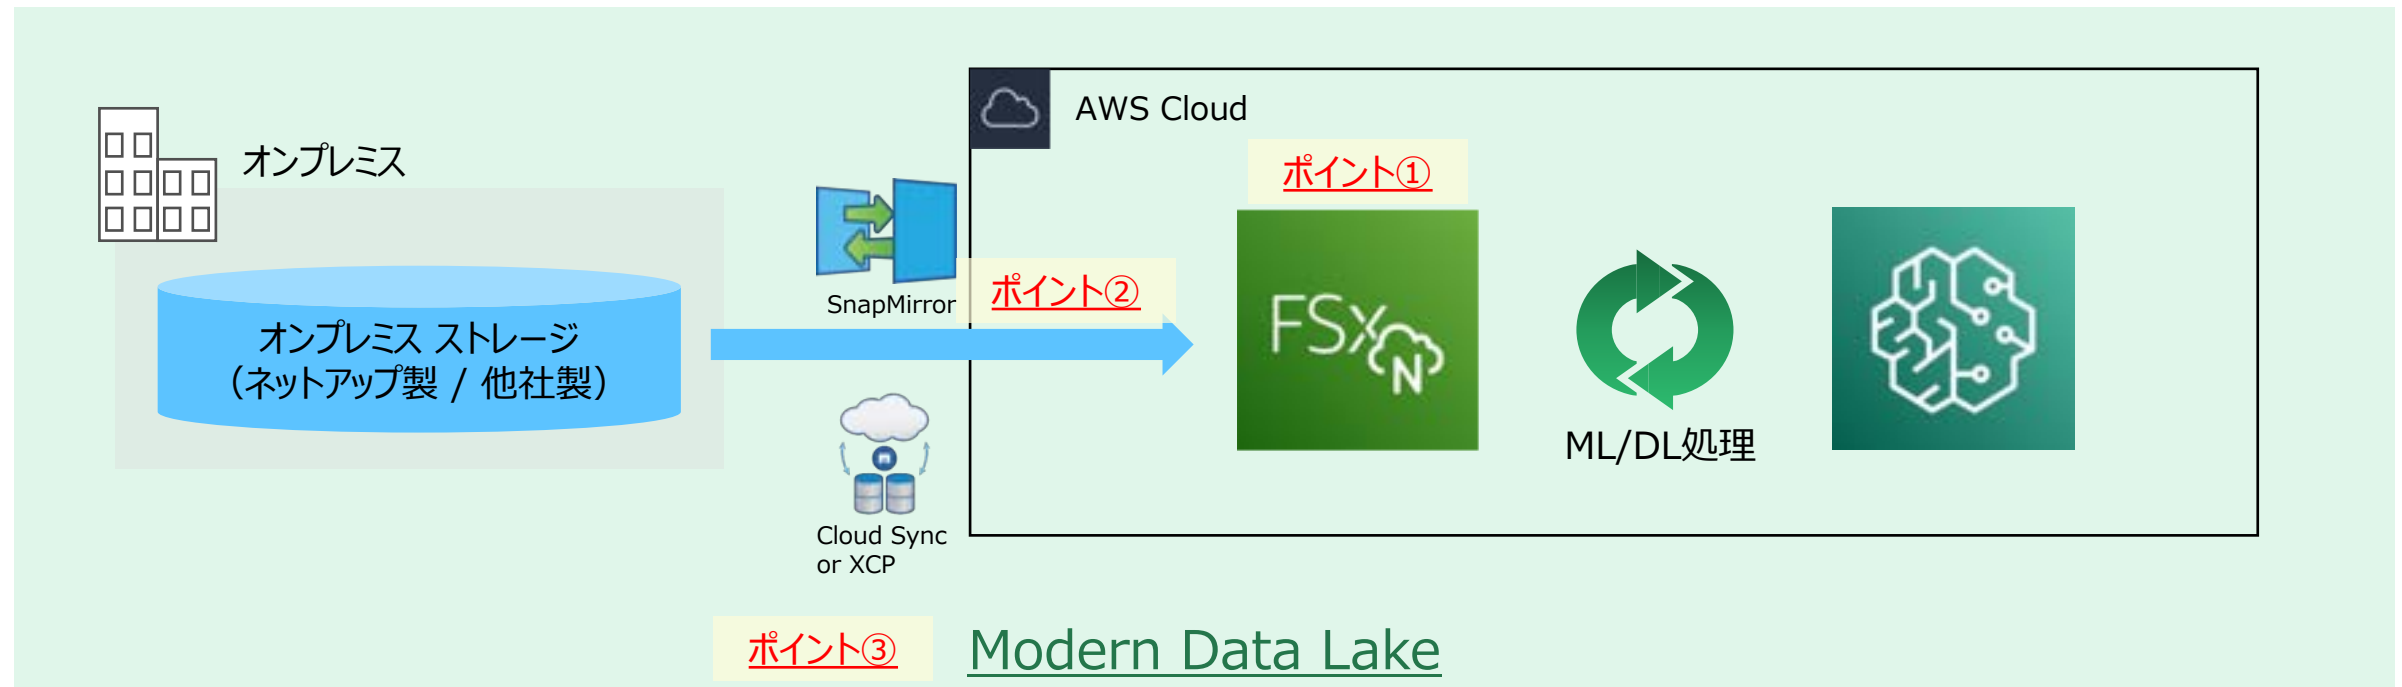 オンプレミス
オンプレミス ストレージ
（ネットアップ製 / 他社製）
SnapMirror
Cloud Sync
or XCP
AWS Cloud
ポイント①
ポイント②
FSx
N
ML/DL処理
ポイント③
Modern Data Lake